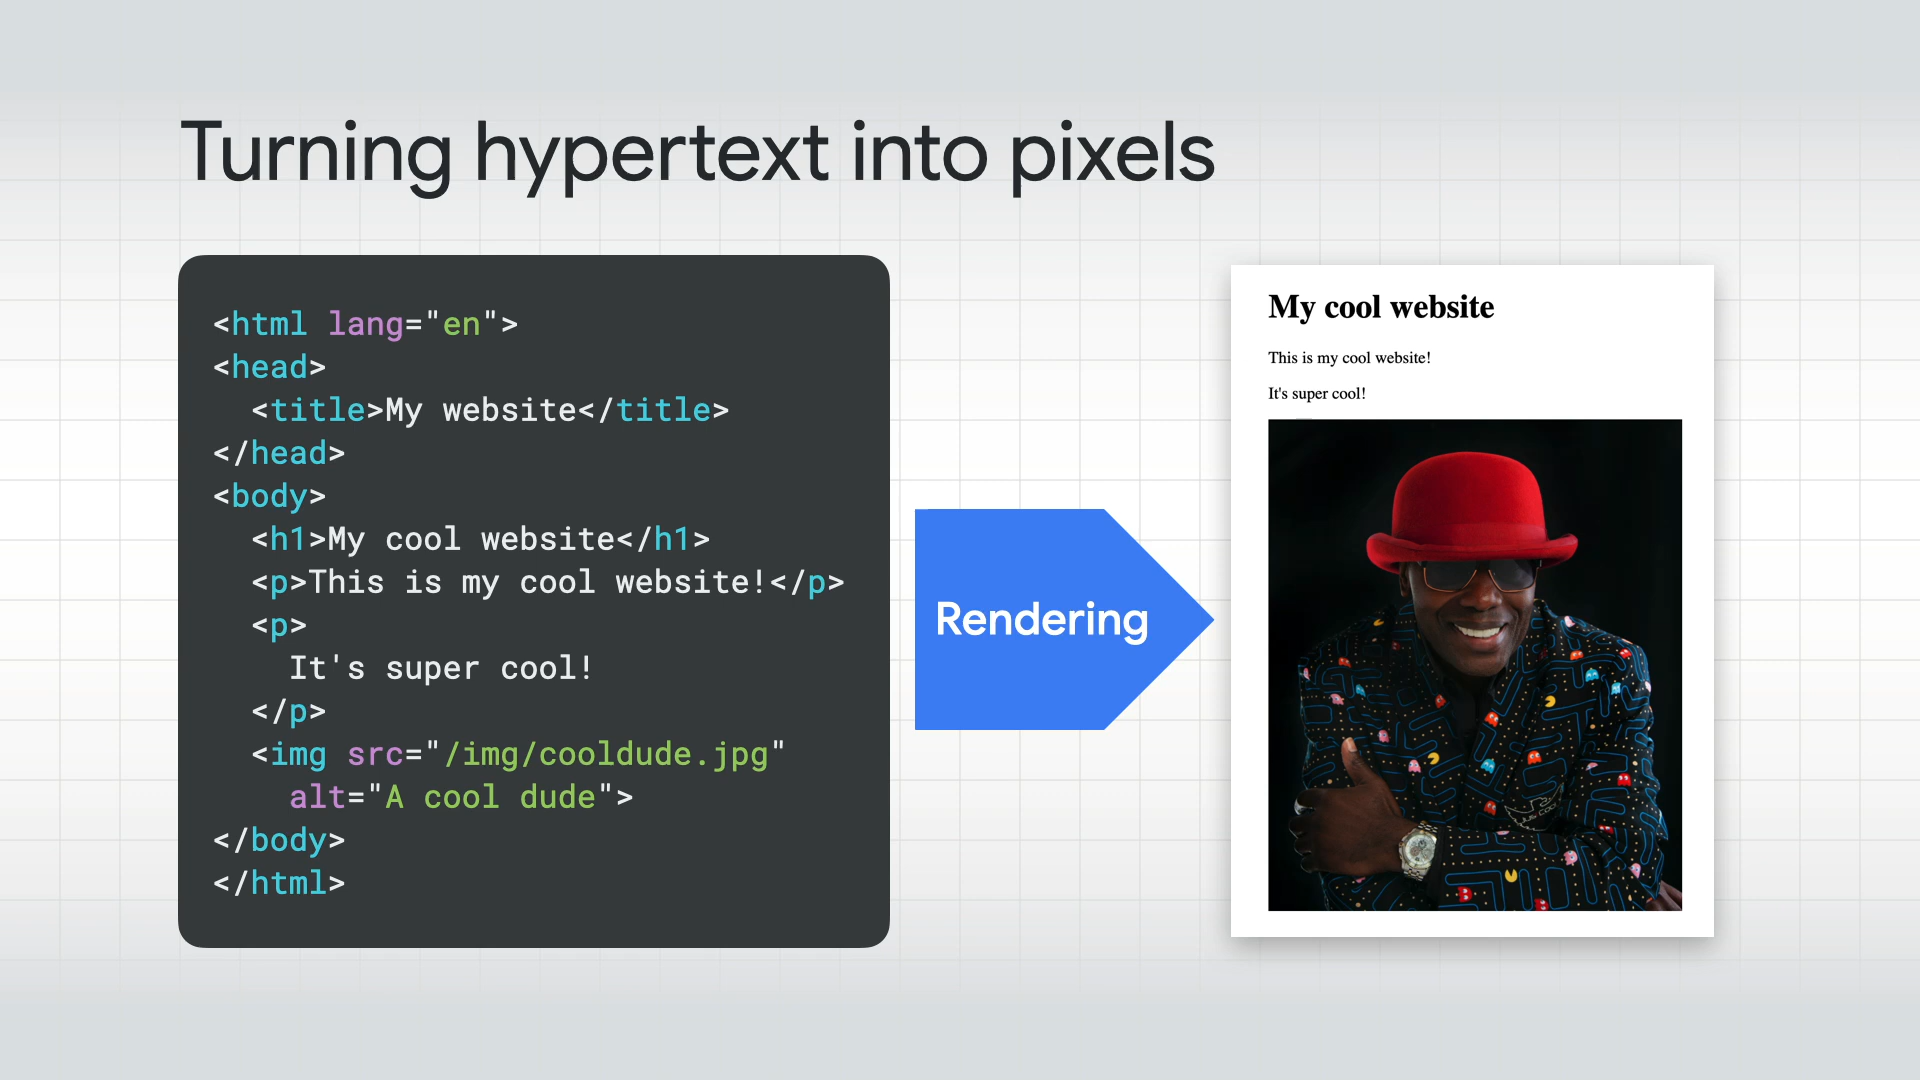 Turning hypertext into pixels
<html lang="en">
<head>
  <title>My website</title>
</head>
<body>
  <h1>My cool website</h1>
  <p>This is my cool website!</p>
  <p>
    It's super cool!
  </p>
  <img src="/img/cooldude.jpg"
    alt="A cool dude">
</body>
</html>
Rendering
My cool website
This is my cool website!
It's super cool!